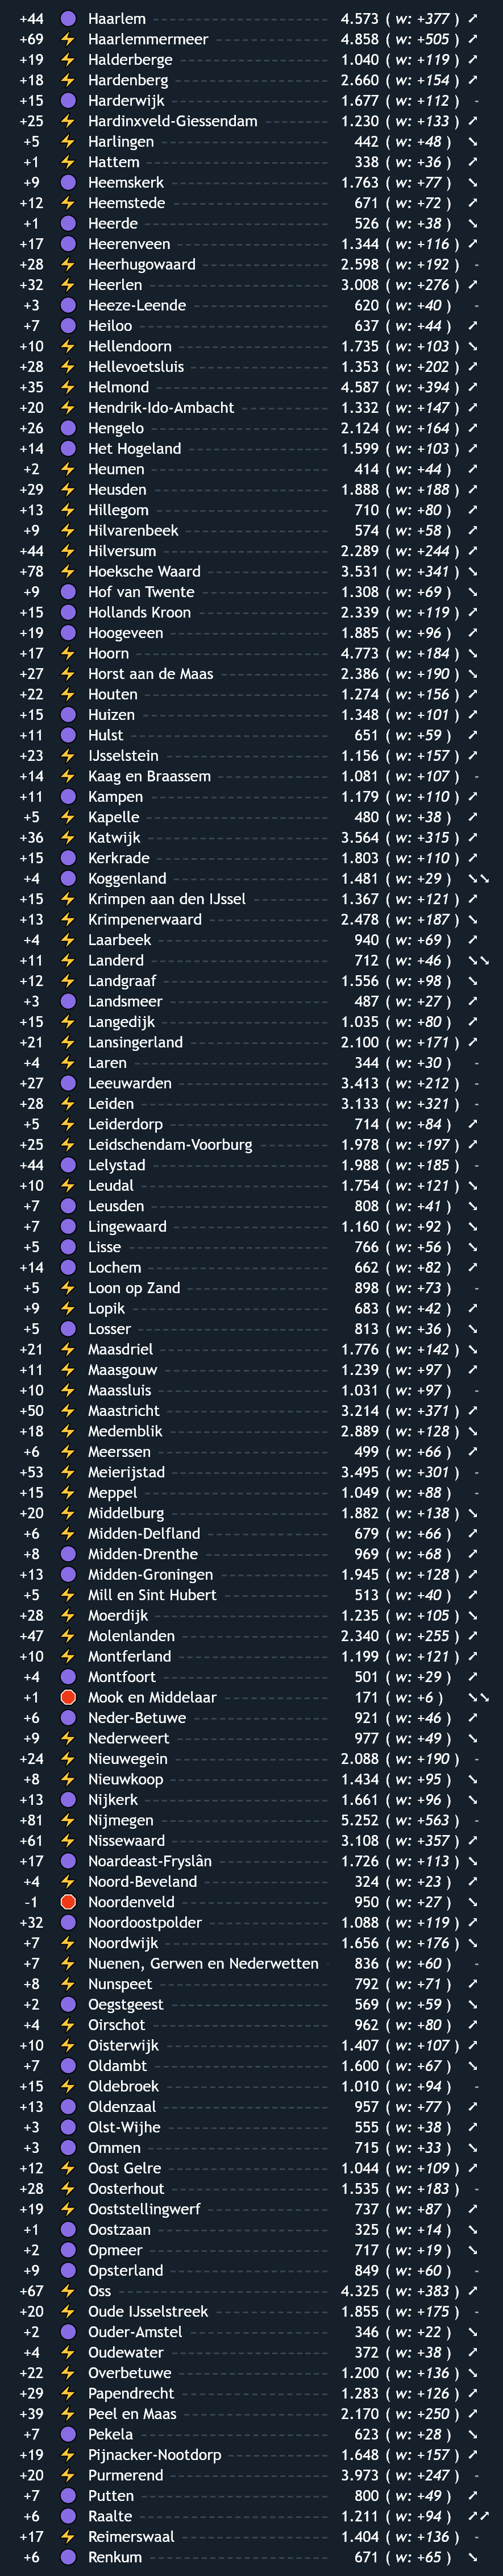 +44 Haarlem 4.573 ( w: +377 )
+69 Haarlemmermeer 4.858 ( w: +505 )
+19 Halderberge 1.040 ( w: +119 )
+18 Hardenberg 2.660 ( w: +154 )
+15 Harderwijk 1.677 ( w: +112 ) -
+25 Hardinxveld-Giessendam 1.230 ( w: +133 )
+5 Harlingen 442 ( w: +48 )
+1 Hattem 338 ( w: +36 )
+9 Heemskerk 1.763 ( w: +77 )
+12 Heemstede 671 ( w: +72 )
+1 Heerde 526 ( w: +38 )
+17 Heerenveen 1.344 ( w: +116 )
+28 Heerhugowaard 2.598 ( w: +192 ) -
+32 Heerlen 3.008 ( w: +276 )
+3 Heeze-Leende 620 ( w: +40 ) -
+7 Heiloo 637 ( w: +44 )
+10 Hellendoorn 1.735 ( w: +103 )
+28 Hellevoetsluis 1.353 ( w: +202 )
+35 Helmond 4.587 ( w: +394 )
+20 Hendrik-Ido-Ambacht 1.332 ( w: +147 )
+26 Hengelo 2.124 ( w: +164 )
+14 Het Hogeland 1.599 ( w: +103 )
+2 Heumen 414 ( w: +44 )
+29 Heusden 1.888 ( w: +188 )
+13 Hillegom 710 ( w: +80 )
+9 Hilvarenbeek 574 ( w: +58 )
+44 Hilversum 2.289 ( w: +244 )
+78 Hoeksche Waard 3.531 ( w: +341 )
+9 Hof van Twente 1.308 ( w: +69 )
+15 Hollands Kroon 2.339 ( w: +119 )
+19 Hoogeveen 1.885 ( w: +96 )
+17 Hoorn 4.773 ( w: +184 )
+27 Horst aan de Maas 2.386 ( w: +190 )
+22 Houten 1.274 ( w: +156 )
+15 Huizen 1.348 ( w: +101 )
+11 Hulst 651 ( w: +59 )
+23 IJsselstein 1.156 ( w: +157 )
+14 Kaag en Braassem 1.081 ( w: +107 ) -
+11 Kampen 1.179 ( w: +110 )
+5 Kapelle 480 ( w: +38 )
+36 Katwijk 3.564 ( w: +315 )
+15 Kerkrade 1.803 ( w: +110 )
+4 Koggenland 1.481 ( w: +29 )
+15 Krimpen aan den IJssel 1.367 ( w: +121 )
+13 Krimpenerwaard 2.478 ( w: +187 )
+4 Laarbeek 940 ( w: +69 )
+11 Landerd 712 ( w: +46 )
+12 Landgraaf 1.556 ( w: +98 )
+3 Landsmeer 487 ( w: +27 )
+15 Langedijk 1.035 ( w: +80 )
+21 Lansingerland 2.100 ( w: +171 )
+4 Laren 344 ( w: +30 ) -
+27 Leeuwarden 3.413 ( w: +212 ) -
+28 Leiden 3.133 ( w: +321 ) -
+5 Leiderdorp 714 ( w: +84 )
+25 Leidschendam-Voorburg 1.978 ( w: +197 )
+44 Lelystad 1.988 ( w: +185 ) -
+10 Leudal 1.754 ( w: +121 )
+7 Leusden 808 ( w: +41 )
+7 Lingewaard 1.160 ( w: +92 )
+5 Lisse 766 ( w: +56 )
+14 Lochem 662 ( w: +82 )
+5 Loon op Zand 898 ( w: +73 ) -
+9 Lopik 683 ( w: +42 )
+5 Losser 813 ( w: +36 )
+21 Maasdriel 1.776 ( w: +142 )
+11 Maasgouw 1.239 ( w: +97 )
+10 Maassluis 1.031 ( w: +97 ) -
+50 Maastricht 3.214 ( w: +371 )
+18 Medemblik 2.889 ( w: +128 )
+6 Meerssen 499 ( w: +66 )
+53 Meierijstad 3.495 ( w: +301 ) -
+15 Meppel 1.049 ( w: +88 ) -
+20 Middelburg 1.882 ( w: +138 )
+6 Midden-Delfland 679 ( w: +66 )
+8 Midden-Drenthe 969 ( w: +68 )
+13 Midden-Groningen 1.945 ( w: +128 )
+5 Mill en Sint Hubert 513 ( w: +40 )
+28 Moerdijk 1.235 ( w: +105 )
+47 Molenlanden 2.340 ( w: +255 )
+10 Montferland 1.199 ( w: +121 )
+4 Montfoort 501 ( w: +29 )
+1 Mook en Middelaar 171 ( w: +6 )
+6 Neder-Betuwe 921 ( w: +46 )
+9 Nederweert 977 ( w: +49 )
+24 Nieuwegein 2.088 ( w: +190 ) -
+8 Nieuwkoop 1.434 ( w: +95 )
+13 Nijkerk 1.661 ( w: +96 )
+81 Nijmegen 5.252 ( w: +563 ) -
+61 Nissewaard 3.108 ( w: +357 )
+17 Noardeast-Fryslân 1.726 ( w: +113 )
+4 Noord-Beveland 324 ( w: +23 )
-1 Noordenveld 950 ( w: +27 )
+32 Noordoostpolder 1.088 ( w: +119 )
+7 Noordwijk 1.656 ( w: +176 )
+7 Nuenen, Gerwen en Nederwetten 836 ( w: +60 ) -
+8 Nunspeet 792 ( w: +71 )
+2 Oegstgeest 569 ( w: +59 )
+4 Oirschot 962 ( w: +80 )
+10 Oisterwijk 1.407 ( w: +107 )
+7 Oldambt 1.600 ( w: +67 )
+15 Oldebroek 1.010 ( w: +94 ) -
+13 Oldenzaal 957 ( w: +77 )
+3 Olst-Wijhe 555 ( w: +38 )
+3 Ommen 715 ( w: +33 )
+12 Oost Gelre 1.044 ( w: +109 )
+28 Oosterhout 1.535 ( w: +183 ) -
+19 Ooststellingwerf 737 ( w: +87 )
+1 Oostzaan 325 ( w: +14 )
+2 Opmeer 717 ( w: +19 )
+9 Opsterland 849 ( w: +60 ) -
+67 Oss 4.325 ( w: +383 )
+20 Oude IJsselstreek 1.855 ( w: +175 ) -
+2 Ouder-Amstel 346 ( w: +22 )
+4 Oudewater 372 ( w: +38 )
+22 Overbetuwe 1.200 ( w: +136 )
+29 Papendrecht 1.283 ( w: +126 )
+39 Peel en Maas 2.170 ( w: +250 )
+7 Pekela 623 ( w: +28 )
+19 Pijnacker-Nootdorp 1.648 ( w: +157 )
+20 Purmerend 3.973 ( w: +247 ) -
+7 Putten 800 ( w: +49 )
+6 Raalte 1.211 ( w: +94 )
+17 Reimerswaal 1.404 ( w: +136 ) -
+6 Renkum 671 ( w: +65 )